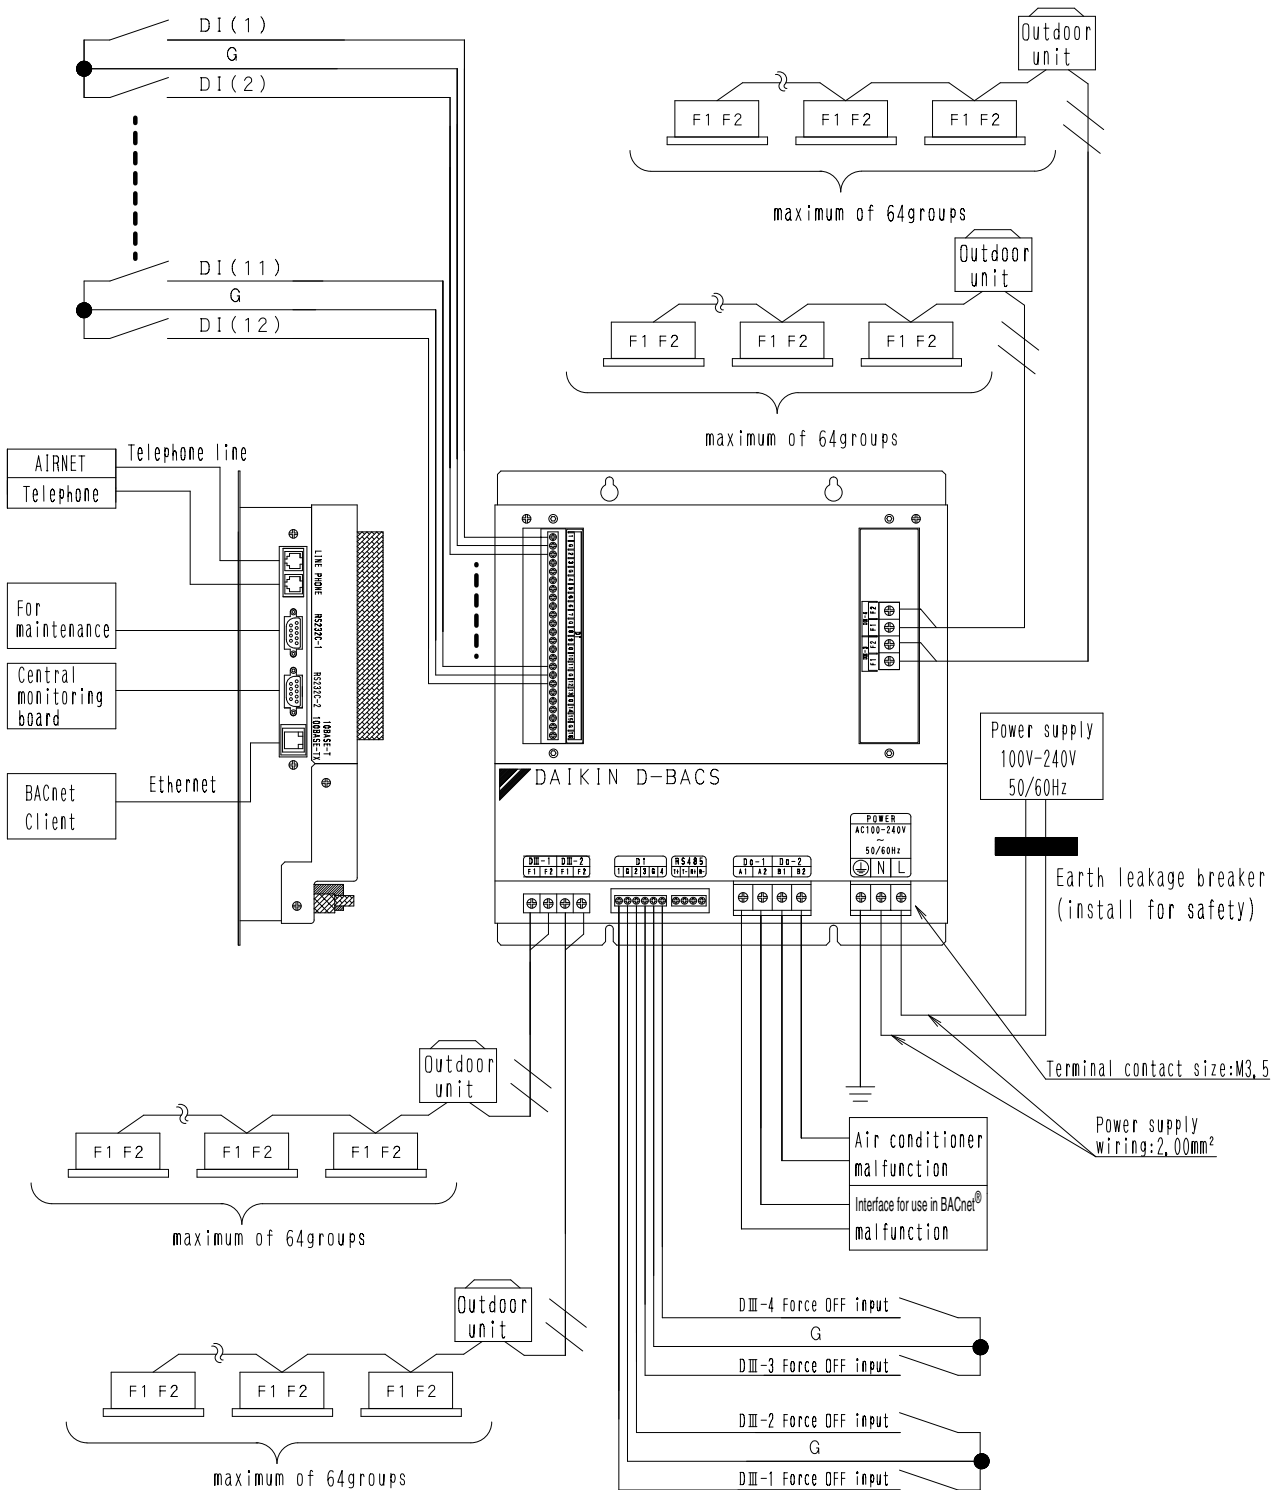 DI(1)
G
DI(2)
DI(11)
G
DI(12)
Outdoor
unit
F1 F2
F1 F2
F1 F2
maximum of 64groups
Outdoor
unit
F1 F2
F1 F2
F1 F2
maximum of 64groups
AIRNET
Telephone
Telephone line
For
maintenance
Central
monitoring
board
BACnet
Client
Ethernet
LINE PHONE
RS232C-1
RS232C-2
10BASE-T
100BASE-TX
DI
F2
F1
F2
F1
DAIKIN D-BACS
DⅢ-1 DⅢ-2
F1 F2 F1 F2
DI
1 G 2 3 G 4
RS485
Do-1 Do-2
A1 A2 B1 B2
POWER
AC100-240V
~
50/60Hz
N L
Power supply
100V-240V
50/60Hz
Earth leakage breaker
(install for safety)
Terminal contact size:M3,5
Power supply
wiring:2,00mm²
Outdoor
unit
F1 F2
F1 F2
F1 F2
maximum of 64groups
Air conditioner
malfunction
Interface for use in BACnet®
malfunction
Outdoor
unit
F1 F2
F1 F2
F1 F2
maximum of 64groups
DⅢ-4 Force OFF input
G
DⅢ-3 Force OFF input
DⅢ-2 Force OFF input
G
DⅢ-1 Force OFF input